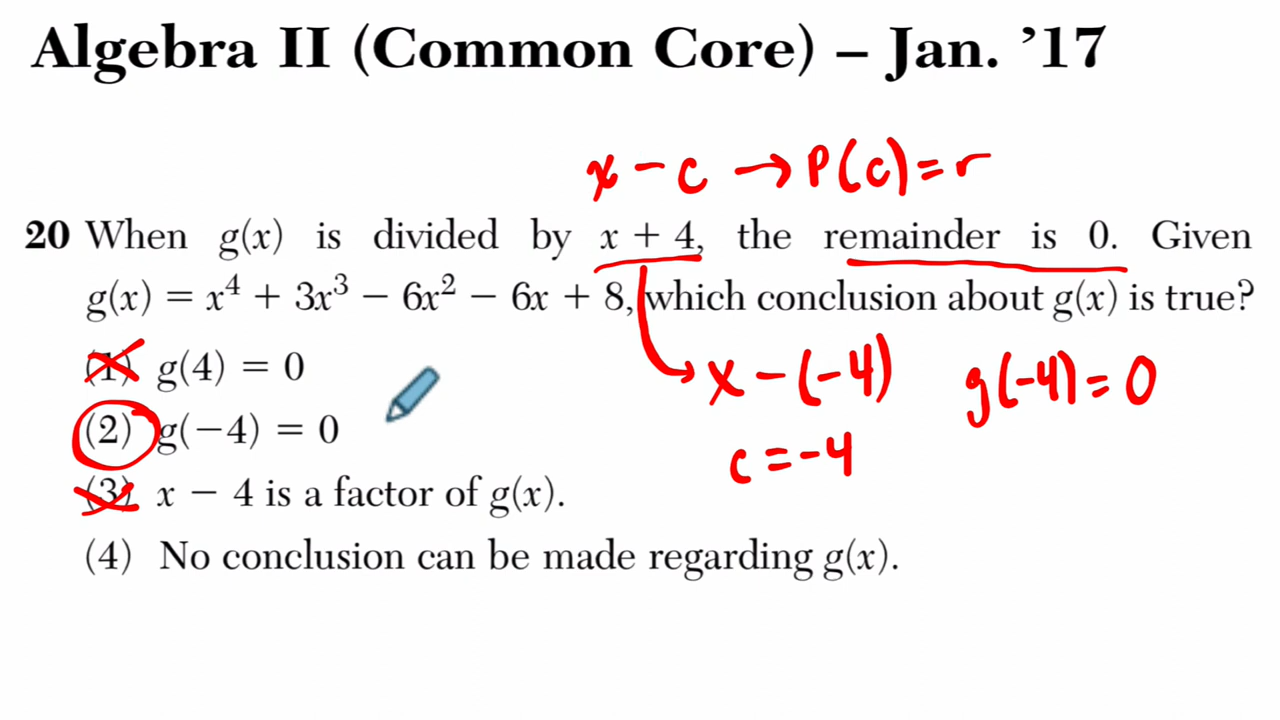 Algebra II (Common Core) – Jan. ’17
x - c → P(c) = r
20 When g(x) is divided by x + 4, the remainder is 0. Given
g(x) = x⁴ + 3x³ − 6x² − 6x + 8, which conclusion about g(x) is true?
(1) g(4) = 0
x - (-4) g(-4) = 0
(2) g(−4) = 0
c = -4
(3) x − 4 is a factor of g(x).
(4) No conclusion can be made regarding g(x).